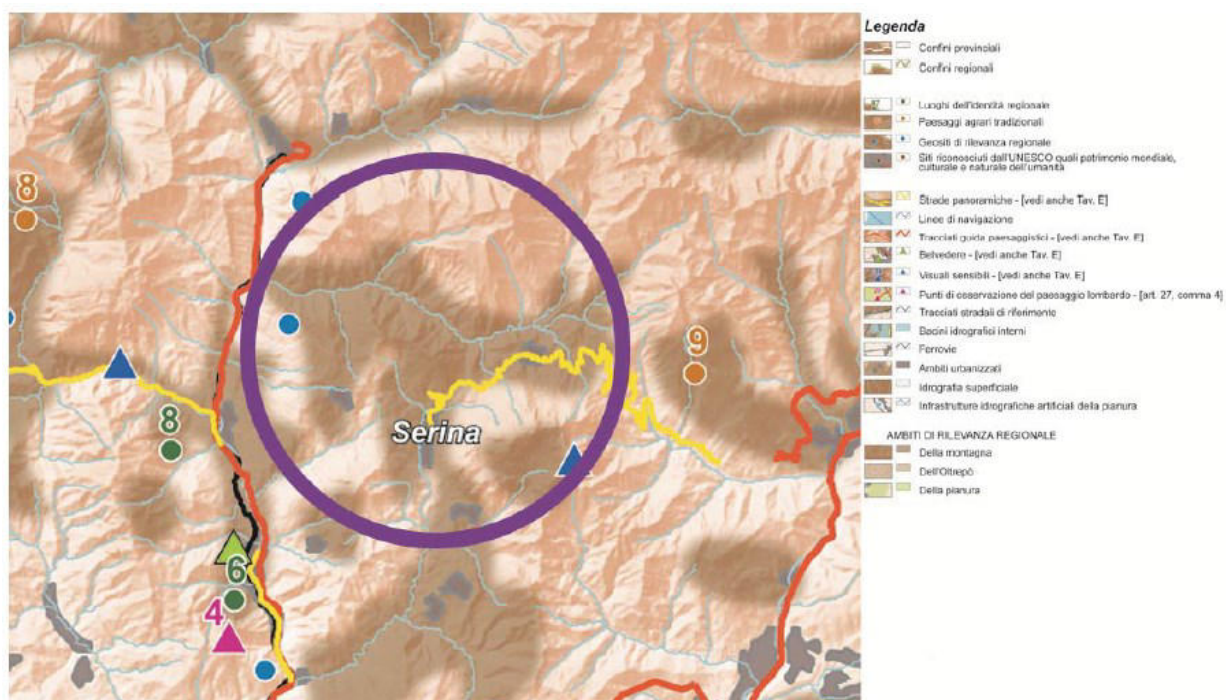 Legenda
Confini provinciali
Confini regionali
Luoghi dell'identità regionale
Paesaggi agrari tradizionali
Geositi di rilevanza regionale
Siti riconosciuti dall'UNESCO quali patrimonio mondiale,
culturale e naturale dell'umanità
Strade panoramiche - [vedi anche Tav. E]
Linee di navigazione
Tracciati guida paesaggistici - [vedi anche Tav. E]
Belvedere - [vedi anche Tav. E]
Visuali sensibili - [vedi anche Tav. E]
Punti di osservazione del paesaggio lombardo - [art. 27, comma 4]
Tracciati stradali di riferimento
Bacini idrografici interni
Ferrovie
Ambiti urbanizzati
Idrografia superficiale
Infrastrutture idrografiche artificiali della pianura
AMBITI DI RILEVANZA REGIONALE
Della montagna
Dell'Oltrepò
Della pianura
8
9
8
Serina
6
4